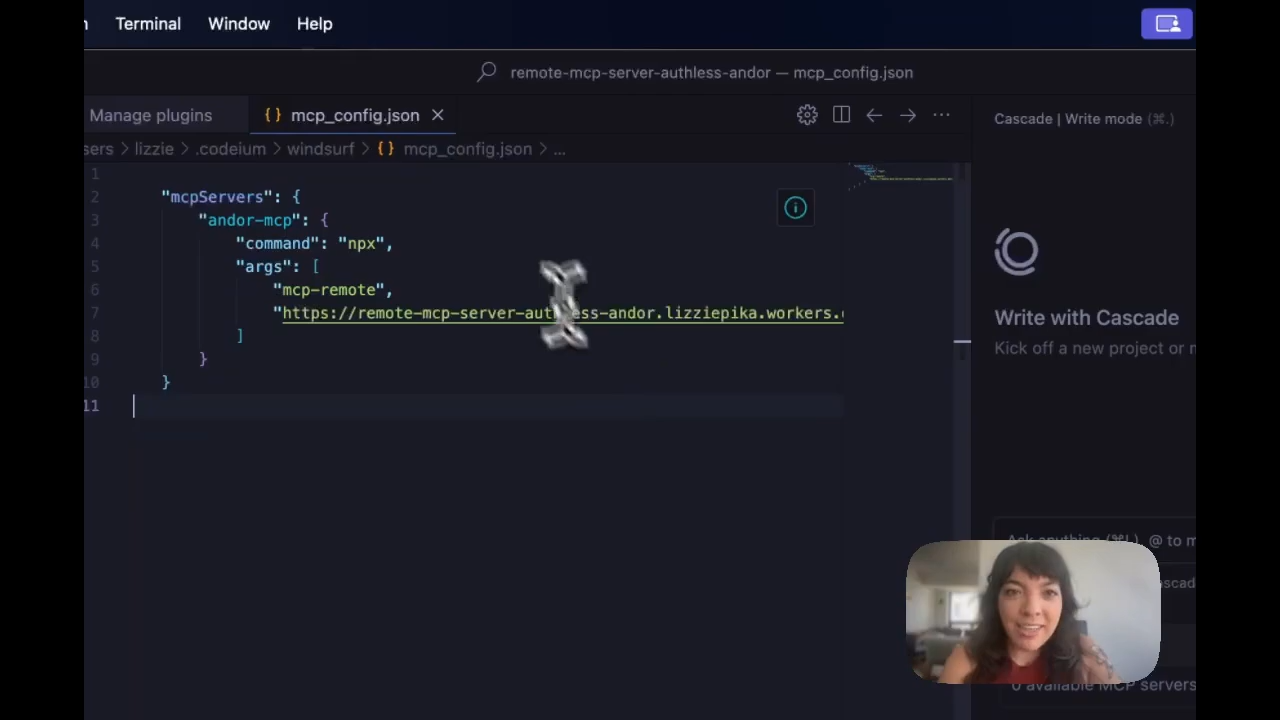 Terminal Window Help
remote-mcp-server-authless-andor — mcp_config.json
Manage plugins
{} mcp_config.json
Cascade | Write mode (⌘.)
sers > lizzie > .codeium > windsurf > {} mcp_config.json > ...
1
2 "mcpServers": {
3 "andor-mcp": {
4 "command": "npx",
5 "args": [
6 "mcp-remote",
7 "https://remote-mcp-server-authless-andor.lizziepika.workers.
8 ]
9 }
10 }
11
Write with Cascade
Kick off a new project or
Ask anything (⌘L), @ to
0 available MCP servers